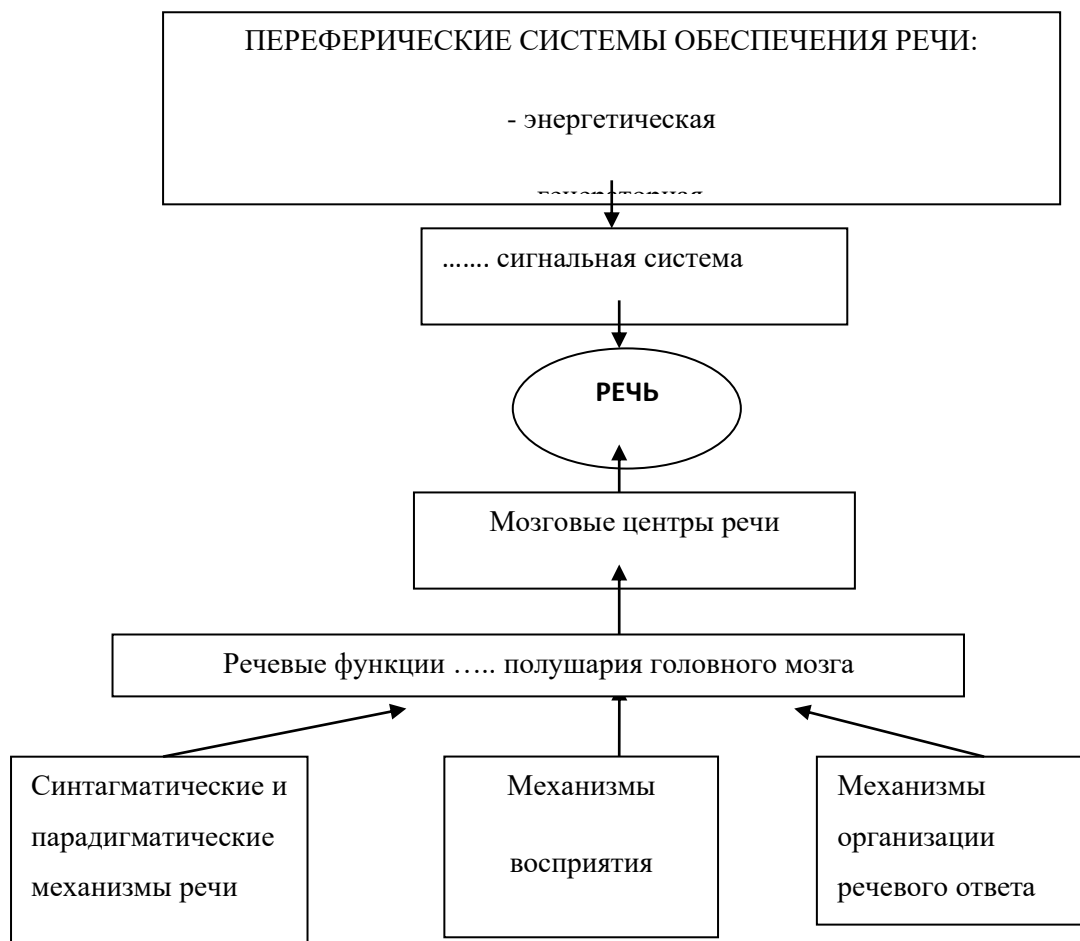 ПЕРЕФЕРИЧЕСКИЕ СИСТЕМЫ ОБЕСПЕЧЕНИЯ РЕЧИ:
- энергетическая
....... сигнальная система
РЕЧЬ
Мозговые центры речи
Речевые функции ….. полушария головного мозга
Синтагматические и
парадигматические
механизмы речи
Механизмы
восприятия
Механизмы
организации
речевого ответа